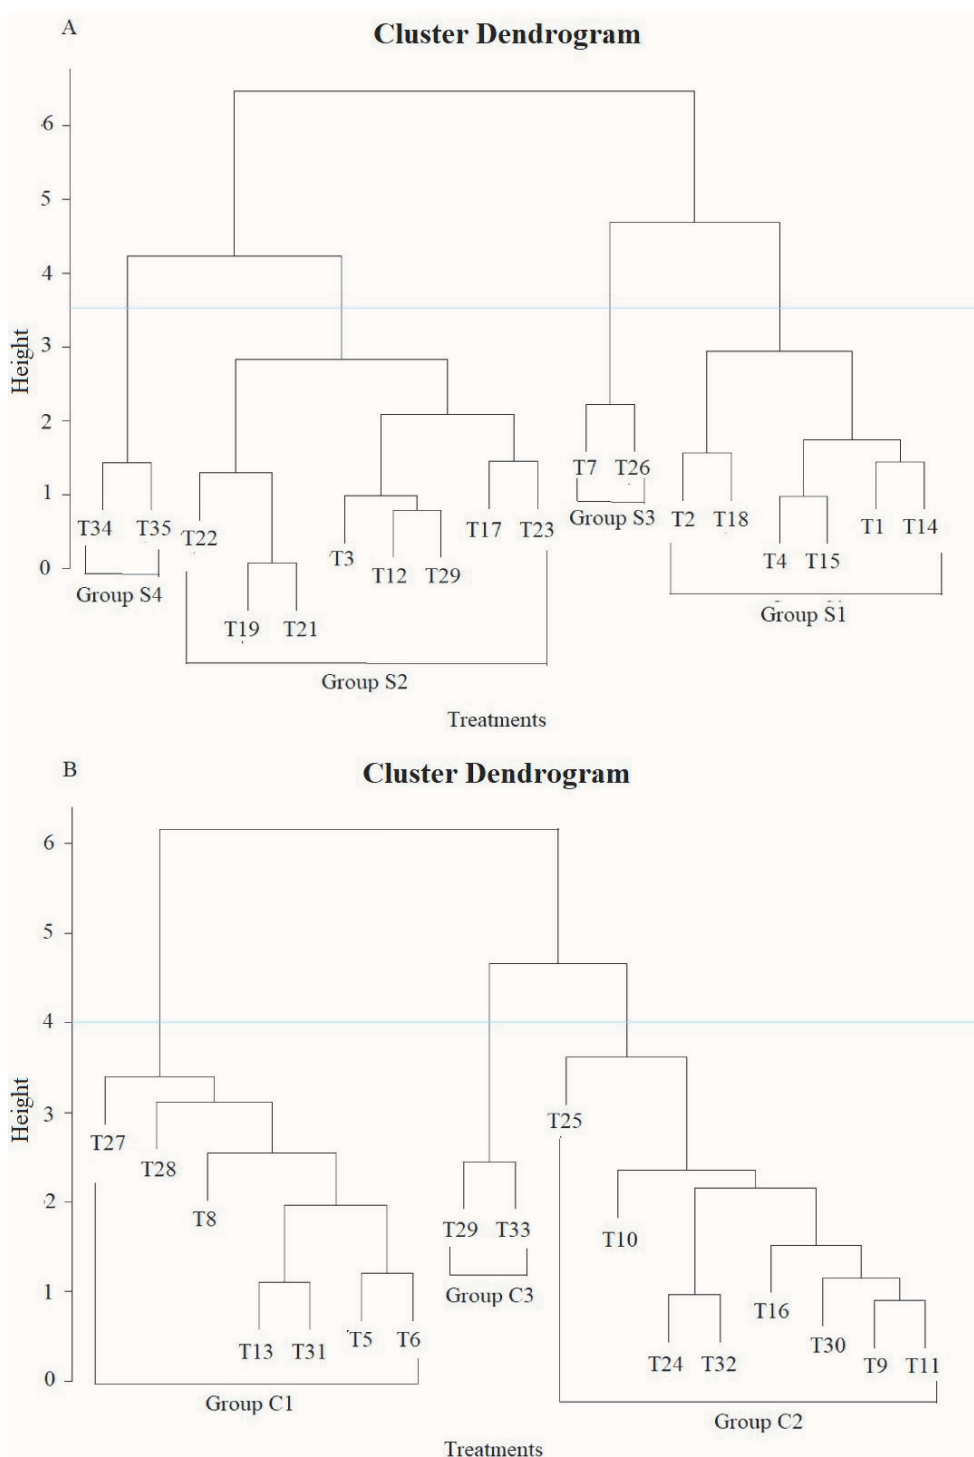 A
Cluster Dendrogram
6
5
4
3
2
1
0
Height
T7 T26
T34 T35 T22 T3 T17 T23 Group S3 T2 T18 T1 T14
T12 T29 T4 T15
Group S4 Group S1
T19 T21
Group S2
Treatments
B
Cluster Dendrogram
6
5
4
3
2
1
0
Height
T27 T25
T28
T8 T29 T33 T10
Group C3 T16
T13 T31 T5 T6 T24 T32 T30 T9 T11
Group C1 Group C2
Treatments